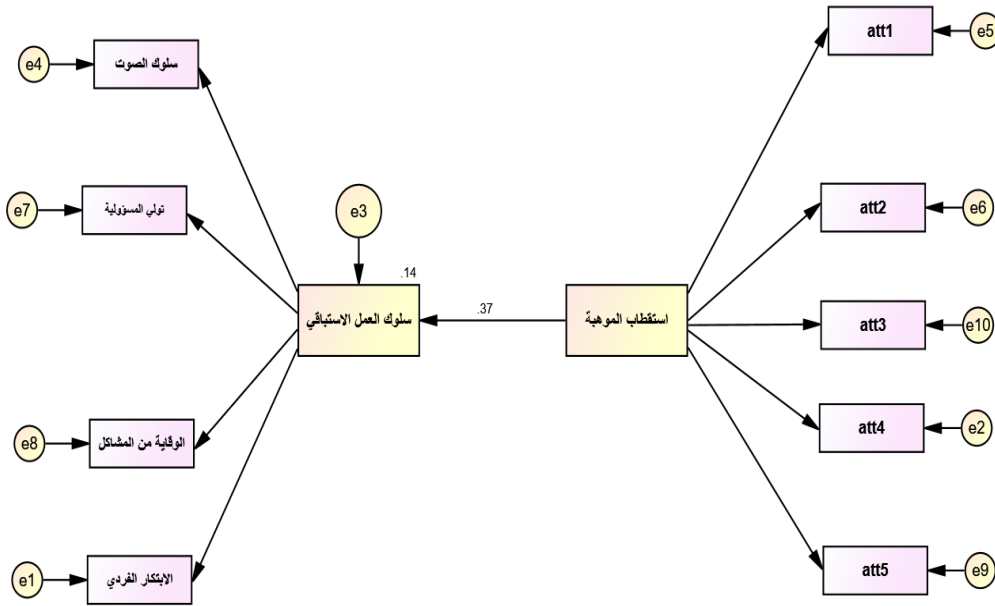 att1
e5
e4
سلوك الصوت
e7
تولي المسؤولية
e3
att2
e6
.14
سلوك العمل الاستباقي
.37
استقطاب الموهبة
att3
e10
e8
الوقاية من المشاكل
att4
e2
e1
الابتكار الفردي
att5
e9